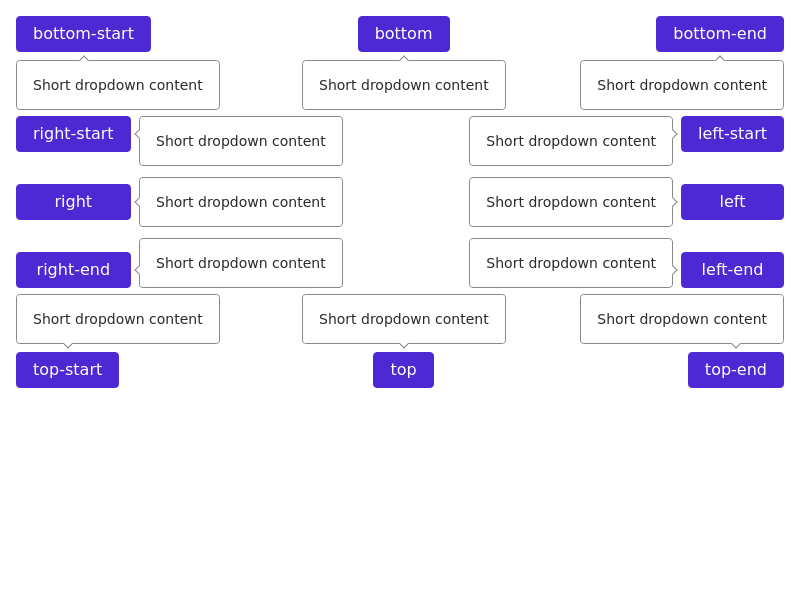 bottom-start
bottom
bottom-end
Short dropdown content
Short dropdown content
Short dropdown content
right-start
Short dropdown content
Short dropdown content
left-start
right
Short dropdown content
Short dropdown content
left
right-end
Short dropdown content
Short dropdown content
left-end
Short dropdown content
Short dropdown content
Short dropdown content
top-start
top
top-end